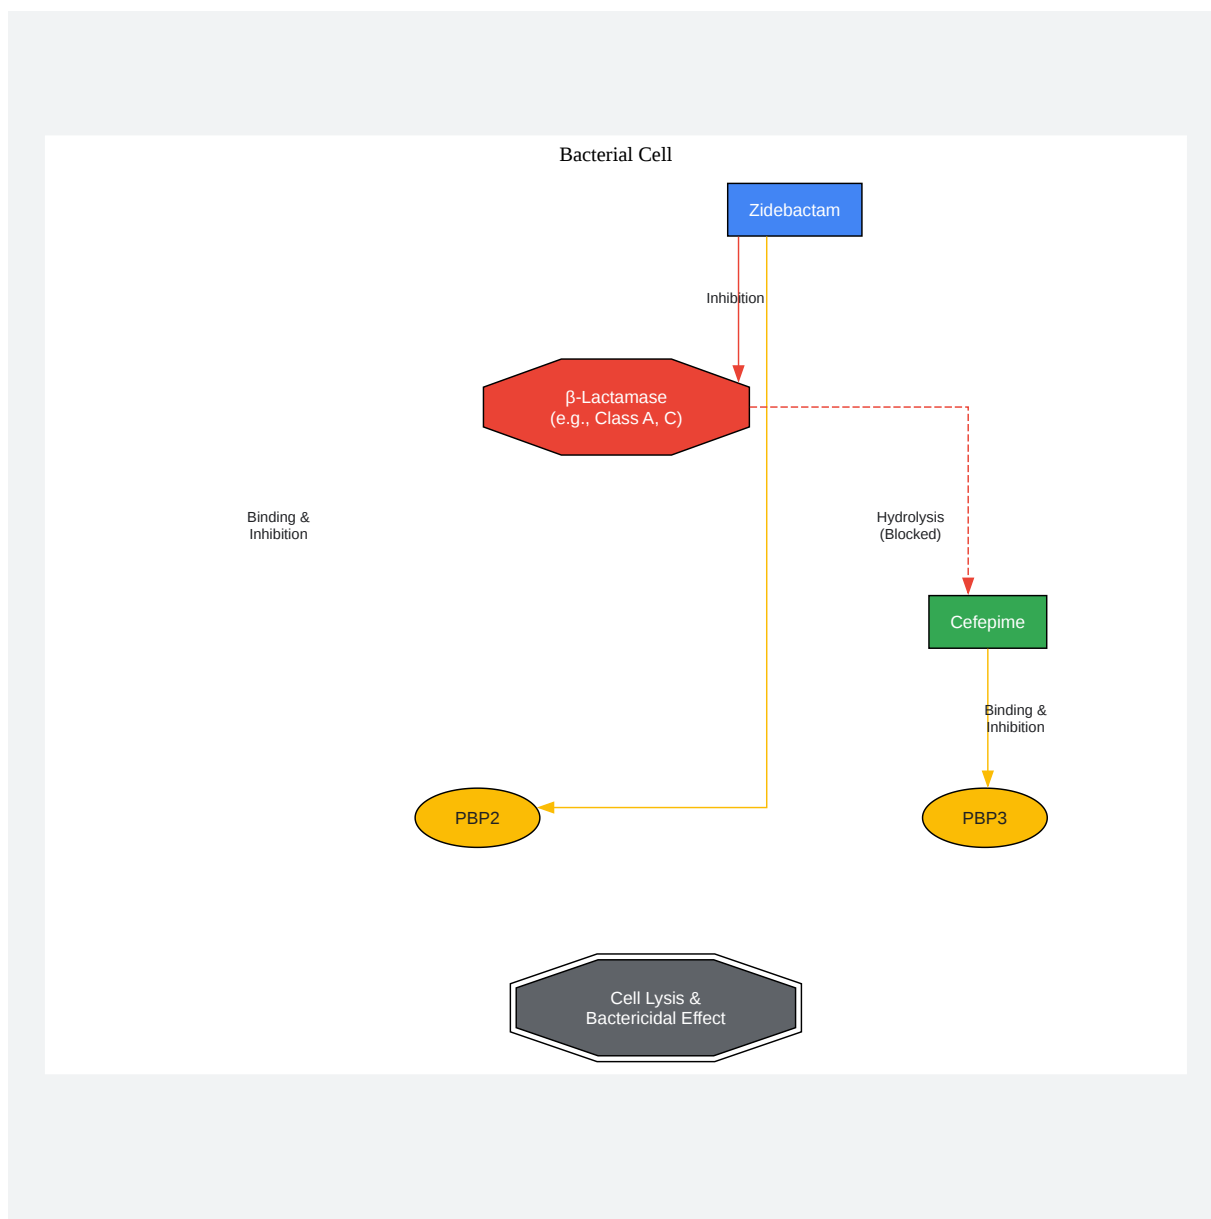 Bacterial Cell
Zidebactam
Inhibition
β-Lactamase
(e.g., Class A, C)
Binding &
Inhibition
Hydrolysis
(Blocked)
Cefepime
Binding &
Inhibition
PBP2
PBP3
Cell Lysis &
Bactericidal Effect